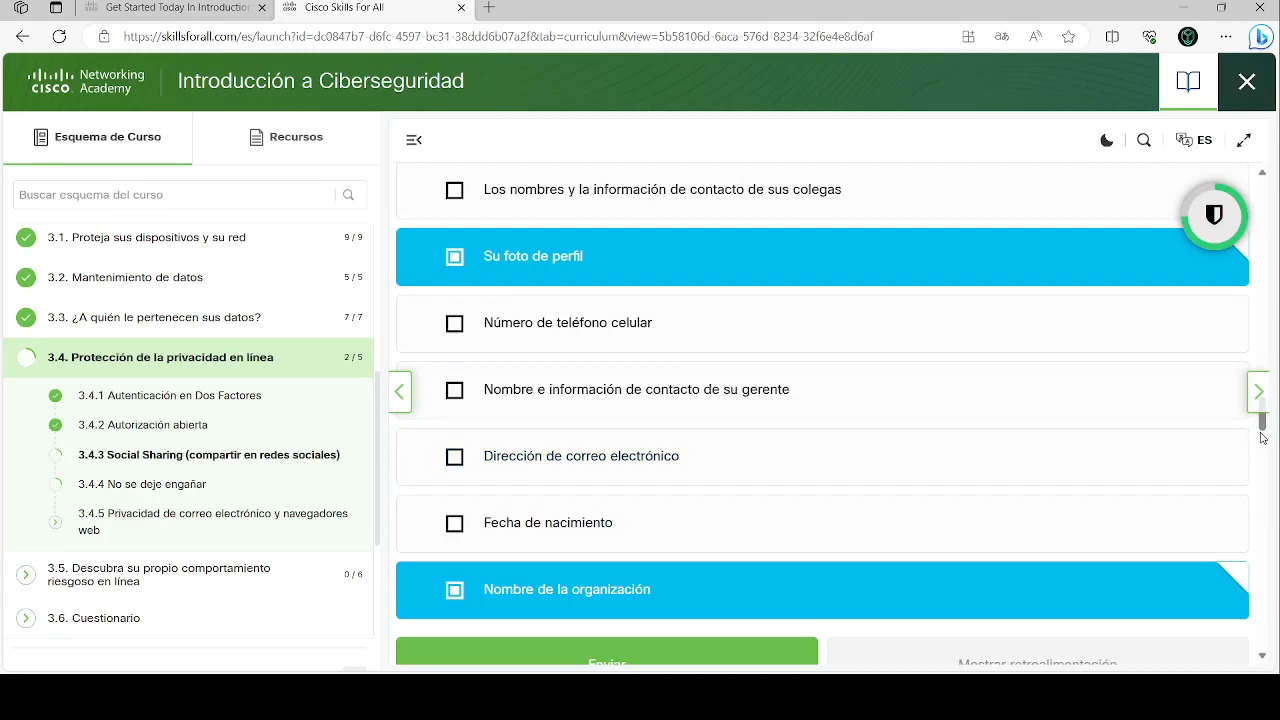 Get Started Today In Introduction
Cisco Skills For All
https://skillsforall.com/es/launch?id=dc0847b7-d6fc-4597-bc31-38ddd6b07a2f&tab=curriculum&view=5b58106d-6aca-576d-8234-32f6e4e8d6af
Networking
CISCO Academy
Introducción a Ciberseguridad
Esquema de Curso
Recursos
ES
Buscar esquema del curso
3.1. Proteja sus dispositivos y su red 9 / 9
3.2. Mantenimiento de datos 5 / 5
3.3. ¿A quién le pertenecen sus datos? 7 / 7
3.4. Protección de la privacidad en línea 2 / 5
3.4.1 Autenticación en Dos Factores
3.4.2 Autorización abierta
3.4.3 Social Sharing (compartir en redes sociales)
3.4.4 No se deje engañar
3.4.5 Privacidad de correo electrónico y navegadores
web
3.5. Descubra su propio comportamiento
riesgoso en línea 0 / 6
3.6. Cuestionario
Los nombres y la información de contacto de sus colegas
Su foto de perfil
Número de teléfono celular
Nombre e información de contacto de su gerente
Dirección de correo electrónico
Fecha de nacimiento
Nombre de la organización
Enviar
Mostrar retroalimentación